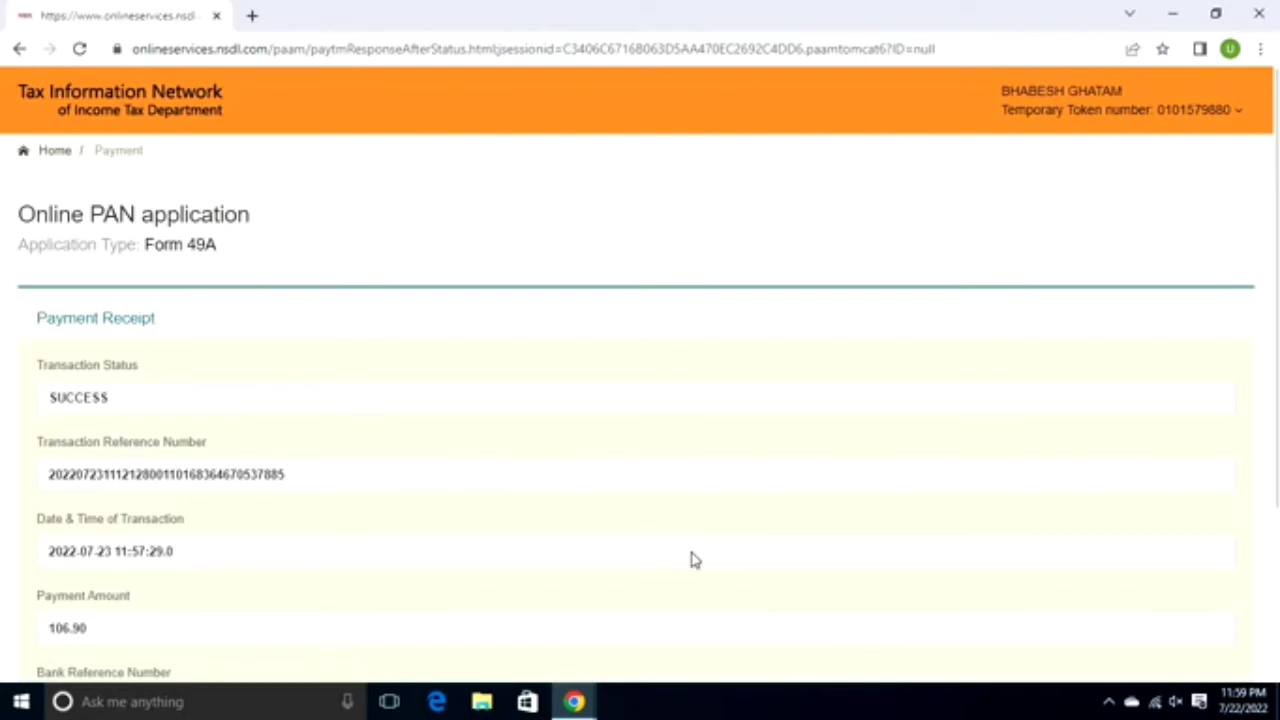 https://www.onlineservices.nsdl
onlineservices.nsdl.com/paam/paytmResponseAfterStatus.html;jsessionid=C3406C67168063D5AA470EC2692C4DD6.paamtomcat6?ID=null
U
Tax Information Network
of Income Tax Department
BHABESH GHATAM
Temporary Token number: 0101579880
Home / Payment
Online PAN application
Application Type: Form 49A
Payment Receipt
Transaction Status
SUCCESS
Transaction Reference Number
20220723111212800110168364670537885
Date & Time of Transaction
2022-07-23 11:57:29.0
Payment Amount
106.90
Bank Reference Number
Ask me anything
11:59 PM
7/22/2022